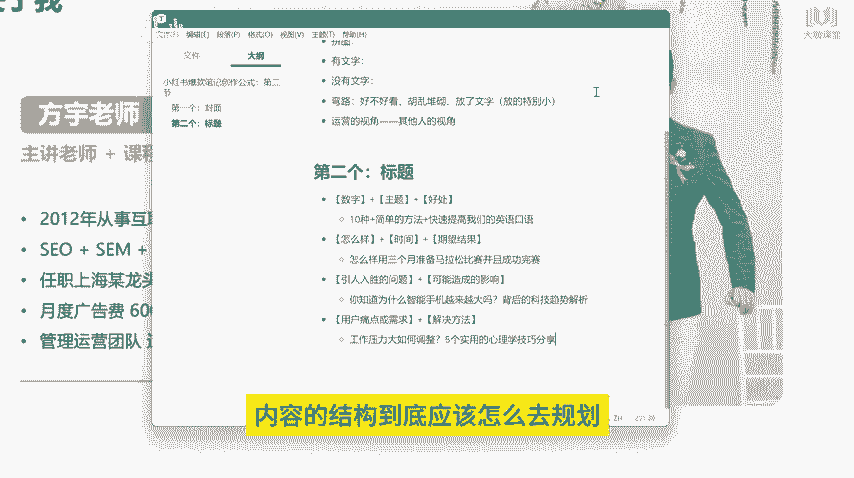 方宇老师
主讲老师 + 课程
• 2012年从事互联
• SEO + SEM +
• 任职上海某龙头
• 月度广告费 600
• 管理运营团队
编辑(E) 段落(P) 格式(O) 视图(V) 主题(T) 帮助(H)
文件 大纲
小红书爆款笔记创作公式：第二节
第一个：封面
第二个：标题
• 有文字：
• 没有文字：
• 弯路：好不好看、胡乱堆砌、放了文字（放的特别小）
• 运营的视角——其他人的视角
第二个：标题
• 【数字】+【主题】+【好处】
◦ 10种+简单的方法+快速提高我们的英语口语
• 【怎么样】+【时间】+【期望结果】
◦ 怎么样用三个月准备马拉松比赛并且成功完赛
• 【引人入胜的问题】+【可能造成的影响】
◦ 你知道为什么智能手机越来越大吗？背后的科技趋势解析
• 【用户痛点或需求】+【解决方法】
◦ 工作压力大如何调整？5个实用的心理学技巧分享
内容的结构到底应该怎么去规划